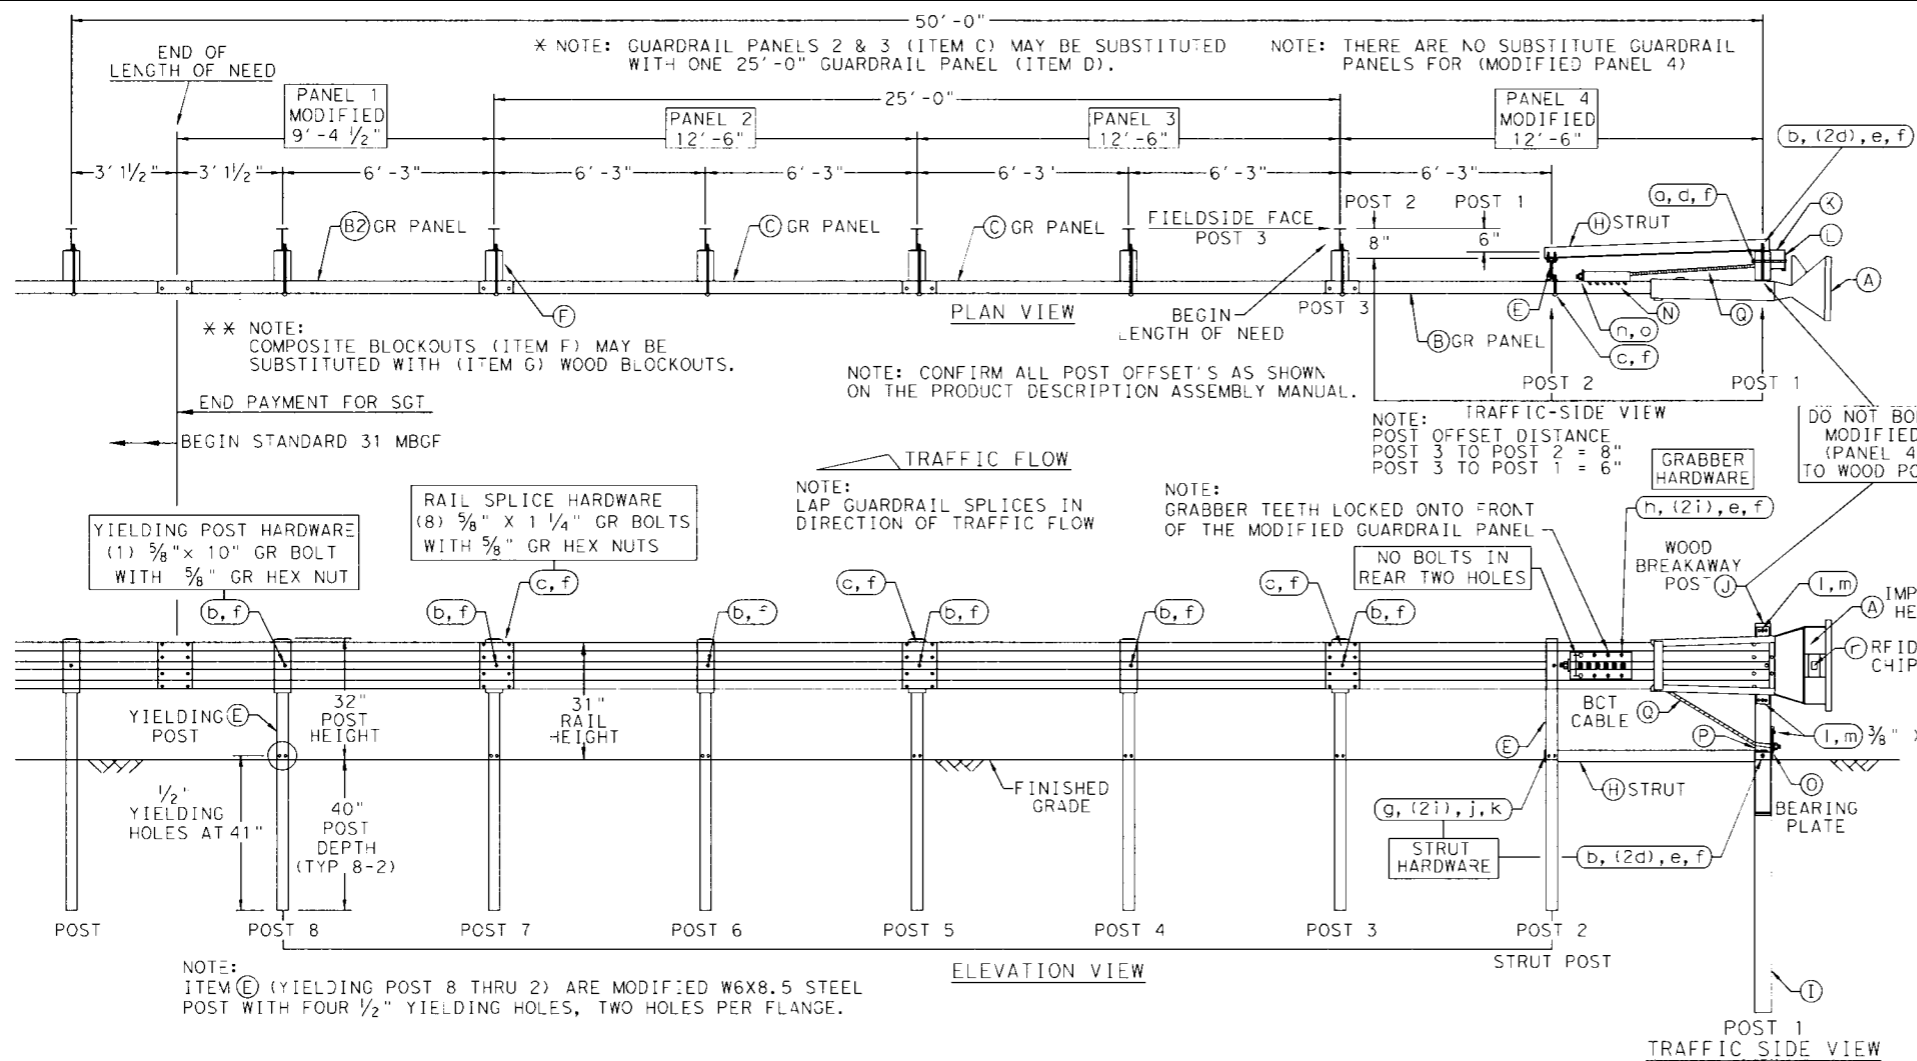 50'-0"
* NOTE: GUARDRAIL PANELS 2 & 3 (ITEM C) MAY BE SUBSTITUTED
WITH ONE 25'-0" GUARDRAIL PANEL (ITEM D).
NOTE: THERE ARE NO SUBSTITUTE GUARDRAIL
PANELS FOR (MODIFIED PANEL 4)
END OF
LENGTH OF NEED
PANEL 1
MODIFIED
9'-4 1/2"
25'-0"
PANEL 2
12'-6"
PANEL 3
12'-6"
PANEL 4
MODIFIED
12'-6"
b, (2d), e, f
3' 1 1/2"
3' 1 1/2"
6'-3"
6'-3"
6'-3"
6'-3'
6'-3"
6'-3"
a, d, f
K
L
B2 GR PANEL
C GR PANEL
C GR PANEL
FIELDSIDE FACE
POST 3
POST 2
8"
POST 1
6"
H STRUT
A
F
PLAN VIEW
BEGIN
LENGTH OF NEED
POST 3
E
N
Q
n, o
c, f
B GR PANEL
** NOTE:
COMPOSITE BLOCKOUTS (ITEM F) MAY BE
SUBSTITUTED WITH (ITEM G) WOOD BLOCKOUTS.
NOTE: CONFIRM ALL POST OFFSET'S AS SHOWN
ON THE PRODUCT DESCRIPTION ASSEMBLY MANUAL.
POST 2
POST 1
END PAYMENT FOR SGT
BEGIN STANDARD 31 MBGF
TRAFFIC-SIDE VIEW
NOTE:
POST OFFSET DISTANCE
POST 3 TO POST 2 = 8"
POST 3 TO POST 1 = 6"
MODIFIED
(PANEL 4
DO NOT
TO WOOD
TRAFFIC FLOW
NOTE:
LAP GUARDRAIL SPLICES IN
DIRECTION OF TRAFFIC FLOW
GRABBER
HARDWARE
h, (2i), e, f
NOTE:
GRABBER TEETH LOCKED ONTO FRONT
OF THE MODIFIED GUARDRAIL PANEL
NO BOLTS IN
REAR TWO HOLES
YIELDING POST HARDWARE
(1) 5/8"x 10" GR BOLT
WITH 5/8" GR HEX NUT
RAIL SPLICE HARDWARE
(8) 5/8" X 1 1/4" GR BOLTS
WITH 5/8" GR HEX NUTS
WOOD
BREAKAWAY
POST J
l, m
A
r RFID
CHIP
b, f
b, f
c, f
b, f
c, f
b, f
b, f
c, f
b, f
YIELDING E
POST
32"
POST
HEIGHT
31"
RAIL
HEIGHT
BCT
CABLE Q
E
P
l, m 3/8"
O
BEARING
PLATE
1/2'
YIELDING
HOLES AT 41"
40"
POST
DEPTH
(TYP 8-2)
FINISHED
GRADE
H STRUT
g, (2i), j, k
STRUT
HARDWARE
b, (2d), e, f
POST
POST 8
POST 7
POST 6
POST 5
POST 4
POST 3
POST 2
STRUT POST
ELEVATION VIEW
NOTE:
ITEM E (YIELDING POST 8 THRU 2) ARE MODIFIED W6X8.5 STEEL
POST WITH FOUR 1/2" YIELDING HOLES, TWO HOLES PER FLANGE.
I
POST 1
TRAFFIC SIDE VIEW